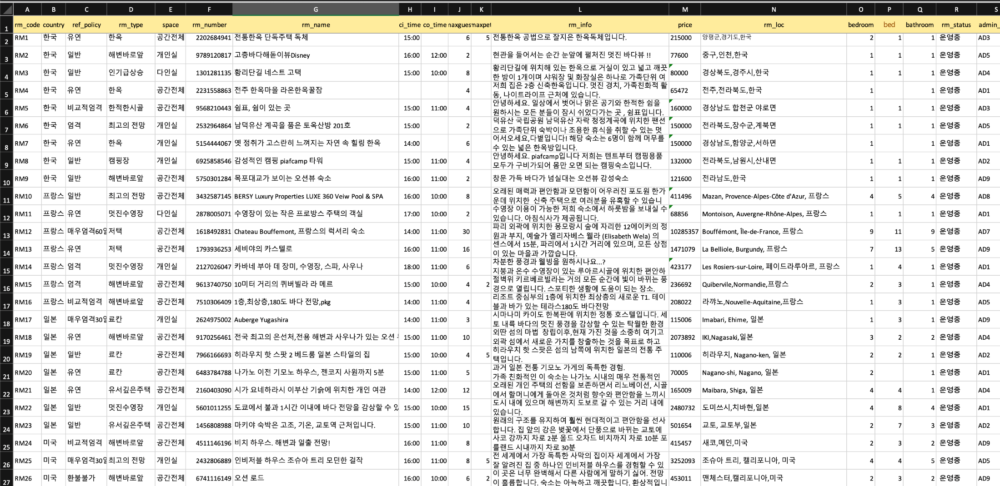 A B C D E F G H I J K L M N O P Q R S
1 rm_code country ref_policy rm_type space rm_number rm_name ci_time co_time naxgues maxpet rm_info price rm_loc bedroom bed bathroom rm_status admin_
2 RM1 한국 유연 한옥 공간전체 2202684941 전통한옥 단독주택 독체 15:00 6 5 전통한옥 공법으로 잘지은 한옥독체입니다. 215000 양평군,경기도,한국 2 1 1 운영중 AD3
3 RM2 한국 일반 해변바로앞 개인실 9789120817 고층바다해돋이뷰Disney 16:00 12:00 2 현관을 들어서는 순간 눈앞에 펼처진 멋진 바다뷰 !! 77600 중구,인천,한국 1 1 1 운영중 AD5
4 RM3 한국 일반 인기급상승 다인실 1301281135 황리단길 네스트 고택 15:00 10:00 8 황리단길에 위치해 있는 한옥으로 거실이 있고 넓고 깨끗 80000 경상북도,경주시,한국 1 1 1 운영중 AD4
한 방이 1개이며 샤워장 및 화장실은 하나로 가족단위 여
5 RM4 한국 유연 한옥 공간전체 2231558863 전주 한옥마을 라온한옥꿀잠 4 저희 집은 2층 신축한옥입니다. 멋진 경치, 가족친화적 활 65472 전주,전라북도,한국 1 1 운영중 AD1
동, 나이트라이프 근처에 있습니다.
6 RM5 한국 비교적엄격 한적한시골 공간전체 9568210443 쉼표, 쉼이 있는 곳 15:00 11:00 4 안녕하세요. 일상에서 벗어나 맑은 공기와 한적한 쉼을 160000 경상남도 합천군 야로면 1 1 1 운영중 AD3
원하시는 모든 분들이 잠시 쉬었다가는 곳 , 쉼표입니다.
7 RM6 한국 엄격 최고의 전망 개인실 2532964864 남덕유산 계곡을 품은 토옥산방 201호 15:00 2 덕유산 국립공원 남덕유산 자락 청정계곡에 위치한 팬션 150000 전라북도,장수군,계북면 1 1 1 운영중 AD5
으로 가족단위 숙박이나 조용한 휴식을 취할 수 있는 멋
8 RM7 한국 유연 한옥 개인실 5154444067 옛 정취가 고스란히 느껴지는 자연 속 힐링 한옥 14:00 6 어서오세요,다볕입니다! 해당 숙소는 6명이 함께 머무를 150000 경상남도,함양군,서하면 1 1 운영중 AD1
수 있는 넓은 한옥방입니다.
9 RM8 한국 일반 캠핑장 개인실 6925858546 감성적인 캠핑 piafcamp 타워 15:00 11:00 4 안녕하세요. piafcamp입니다 저희는 텐트부터 캠핑용품 132000 전라북도,남원시,산내면 1 1 1 운영중 AD2
모두가 구비가되어 몸만 오면 되는 캠핑숙소입니다.
10 RM9 한국 일반 해변바로앞 공간전체 5750301284 목포대교가 보이는 오션뷰 숙소 16:00 11:00 2 창문 가득 바다가 넘실대는 오션뷰 감성숙소 121600 전라남도,한국 1 1 1 운영중 AD9
11 RM10 프랑스 일반 최고의 전망 공간전체 3432587145 BERSY Luxury Properties LUXE 360 Veiw Pool & SPA 16:00 10:00 8 오래된 매력과 편안함과 모던함이 어우러진 포도원 한가 411496 Mazan, Provence-Alpes-Côte d'Azur, 프랑스 4 5 4 운영중 AD8
운데 위치한  신축 주택으로 여러분을 유혹할 수 있습니
12 RM11 프랑스 유연 멋진수영장 다인실 2878005071 수영장이 있는 작은 프로방스 주택의 객실 17:00 10:00 2 수영장 이용이 가능한 저희 숙소에서 하룻밤을 보내실 수 68856 Montoison, Auvergne-Rhône-Alpes, 프랑스 1 1 1 운영중 AD1
있습니다. 아침식사가 제공됩니다.
13 RM12 프랑스 매우엄격60일 저택 공간전체 1618492831 Chateau Bouffemont, 프랑스의 럭셔리 숙소 14:00 11:00 30 파리 외곽에 위치한 몽모랑시 숲에 자리한 12에이커의 정 10285357 Bouffémont, Île-de-France, 프랑스 9 11 9 운영중 AD7
원과 부지, 예술가 엘리자베스 웰라 (Elisabeth Wela) 의
14 RM13 프랑스 유연 저택 공간전체 1793936253 세비야의 카스텔로 16:00 11:00 16 센스에서 15분, 파리에서 1시간 거리에 있으며, 모든 상점 1471079 La Belliole, Burgundy, 프랑스 7 13 5 운영중 AD9
이 있는 마을과 가깝습니다.
15 RM14 프랑스 엄격 멋진수영장 개인실 2127026047 카바네 부아 데 장미, 수영장, 스파, 사우나 18:00 11:00 6 차분한 풍경과 웰빙을 원하시나요...? 423177 Les Rosiers-sur-Loire, 페이드라루아르, 프랑스 1 4 1 운영중 AD1
지붕과 온수 수영장이 있는 루아르시골에 위치한 편안하
16 RM15 프랑스 엄격 해변바로앞 공간전체 9613740750 10미터 거리의 퀴버빌라 라 메르 15:00 10:00 4 2 절벽위 키르베르빌라는 거의 모든 순간에 빛이 바뀌는 풍 236692 Quibervile,Normandie,프랑스 2 3 1 운영중 AD4
경으로 열립니다. 스포티한 생활에 도움이 되는 장소.
17 RM16 프랑스 비교적엄격 해변바로앞 공간전체 7510306409 1층,최상층,180도 바다 전망,pkg 14:00 11:00 4 리조트 중심부의 1층에 위치한 최상층의 새로운 T1. 테이 208022 라꺄노,Nouvelle-Aquitaine,프랑스 1 3 1 운영중 AD5
블과 바가 있는 테라스180도 바다전망
18 RM17 일본 매우엄격30일 료칸 개인실 2624975002 Auberge Yugashira 14:00 11:00 3 시마나미 카이도 한복판에 위치한 정통 호스텔입니다. 세 115006 Imabari, Ehime, 일본 1 3 1 운영중 AD9
토 내륙 바다의 멋진 풍경을 감상할 수 있는 탁월한 환경
19 RM18 일본 유연 해변바로앞 공간전체 9170256461 전국 최고의 은선처,전용 해변과 사우나가 있는 오션 15:00 11:00 10 외딴 섬의 마법  창립이후,현재 가진 것을 소중히 여기고 2073892 IKI,Nagasaki,일본 3 2 2 운영중 AD4
외곽 섬에서 새로운 가치를 창출하는 것을 목표로 하고
20 RM19 일본 일반 료칸 공간전체 7966166693 히라우치 핫 스팟 2 베드룸 일본 스타일의 집 15:00 10:00 4 5 히라우치 핫 스팟은 섬의 남쪽에 위치한 일본의 전통 주 110006 히라우치, Nagano-ken, 일본 2 2 1 운영중 AD2
택입니다.
21 RM20 일본 유연 료칸 공간전체 6483784788 나가노 이전 기모노 하우스, 젠코지 사원까지 5분 15:00 11:00 5 과거 일본 전통 기모노 가게의 독특한 경험. 70005 Nagano-shi, Nagano, 일본 2 1 운영중 AD1
가족 친화적인 이 숙소는 나가노 시내의 매우 전통적인
22 RM21 일본 유연 유서깊은주택 공간전체 2160403090 시가 요네하라시 이부산 기슭에 위치한 개인 여관 14:00 12:00 12 오래된 개인 주택의 선함을 보존하면서 리노베이션, 시골 165009 Maibara, Shiga, 일본 4 4 1 운영중 AD4
에서 할머니에게 돌아온 것처럼 향수와 편안함을 느끼시
23 RM22 일본 일반 멋진수영장 개인실 5601011255 도쿄에서 불과 1시간 이내에 바다 전망을 감상할 수 있 15:00 10:00 15 도시 내에 있으며 해변까지 도보로 갈 수 있는 거리 내에 2480732 도미쓰시,치바현,일본 4 8 4 운영중 AD1
있습니다.
24 RM23 일본 일반 유서깊은주택 공간전체 1456808988 마키야 숙박은 고조, 기온, 교토역 근처입니다. 15:00 11:00 10 원래의 구조를 유지하여 훨씬 현대적이고 편안함을 선사 501654 교토, 교토부,일본 2 7 3 운영중 AD2
합니다. 집 앞의 강은 벚꽃에서 단풍으로 바뀌는 교토에
25 RM24 미국 비교적엄격 해변바로앞 공간전체 4511146196 비치 하우스. 해변과 일출 전망! 16:00 11:00 8 사코 강까지 차로 2분 올드 오차드 비치까지 차로 10분 포 415457 새코,메인,미국 2 3 2 운영중 AD9
틀랜드 시내까지 차로 30분
26 RM25 미국 매우엄격30일 최고의 전망 개인실 2432806889 인비저블 하우스 조슈아 트리 모던한 걸작 16:00 11:00 8 5 전 세계에서 가장 독특한 사막의 집이자 세계에서 가장 3252093 조슈아 트리, 캘리포니아, 미국 4 4 5 운영중 AD5
잘 알려진 집 중 하나인 인비저블 하우스를 경험할 수 있
27 RM26 미국 환불불가 해변바로앞 공간전체 6741116149 오션 로드 16:00 10:00 6 2 이 곳은 너무 완벽해서 다른 사람에게 말하기 싫어. 전망 453011 맨체스터,캘리포니아,미국 2 3 2 운영중 AD9
이 훌륭합니다. 숙소는 아늑하고 깨끗합니다. 환상적입니